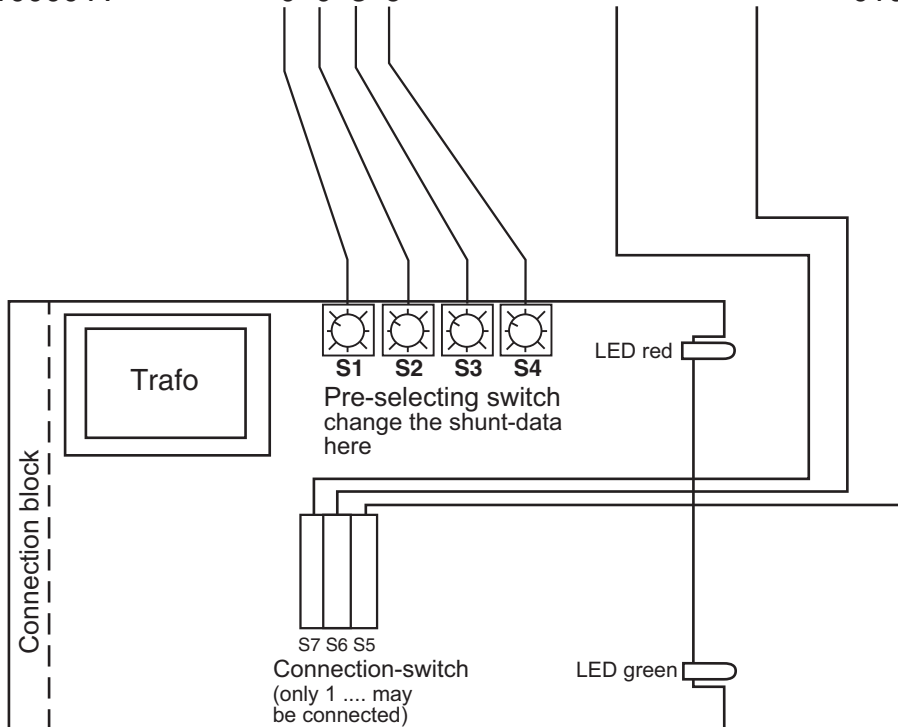 LED red
S1 S2 S3 S4
Trafo
Pre-selecting switch
change the shunt-data
here
Connection block
S7 S6 S5
Connection-switch
(only 1 .... may
be connected)
LED green